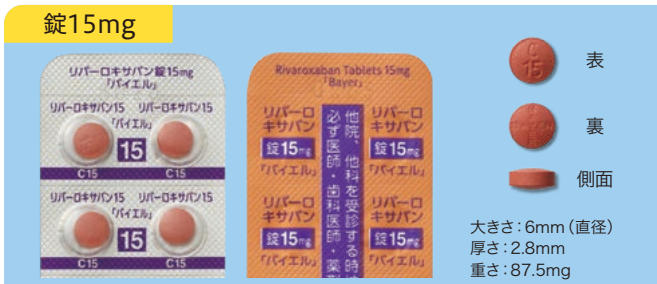 錠15mg
リバーロキサバン錠15mg
「バイエル」
リバーロキサバン15 リバーロキサバン15
「バイエル」
15
C15 C15
リバーロキサバン15 リバーロキサバン15
「バイエル」
15
C15 C15
Rivaroxaban Tablets 15mg
「Bayer」
リバーロ
キサバン
錠15mg
「バイエル」
リバーロ
キサバン
錠15mg
「バイエル」
他院、他科を受診する時は
必ず医師・歯科医師・薬剤
リバーロ
キサバン
錠15mg
「バイエル」
リバーロ
キサバン
錠15mg
「バイエル」
C
15
表
裏
側面
大きさ:6mm(直径)
厚さ:2.8mm
重さ:87.5mg